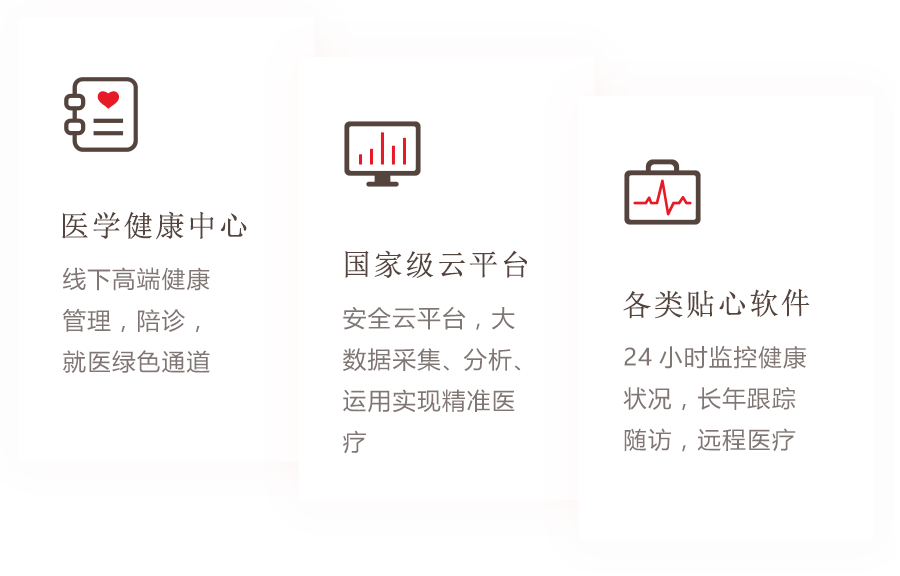 医学健康中心
线下高端健康
管理，陪诊，
就医绿色通道
国家级云平台
安全云平台，大
数据采集、分析、
运用实现精准医
疗
各类贴心软件
24 小时监控健康
状况，长年跟踪
随访，远程医疗